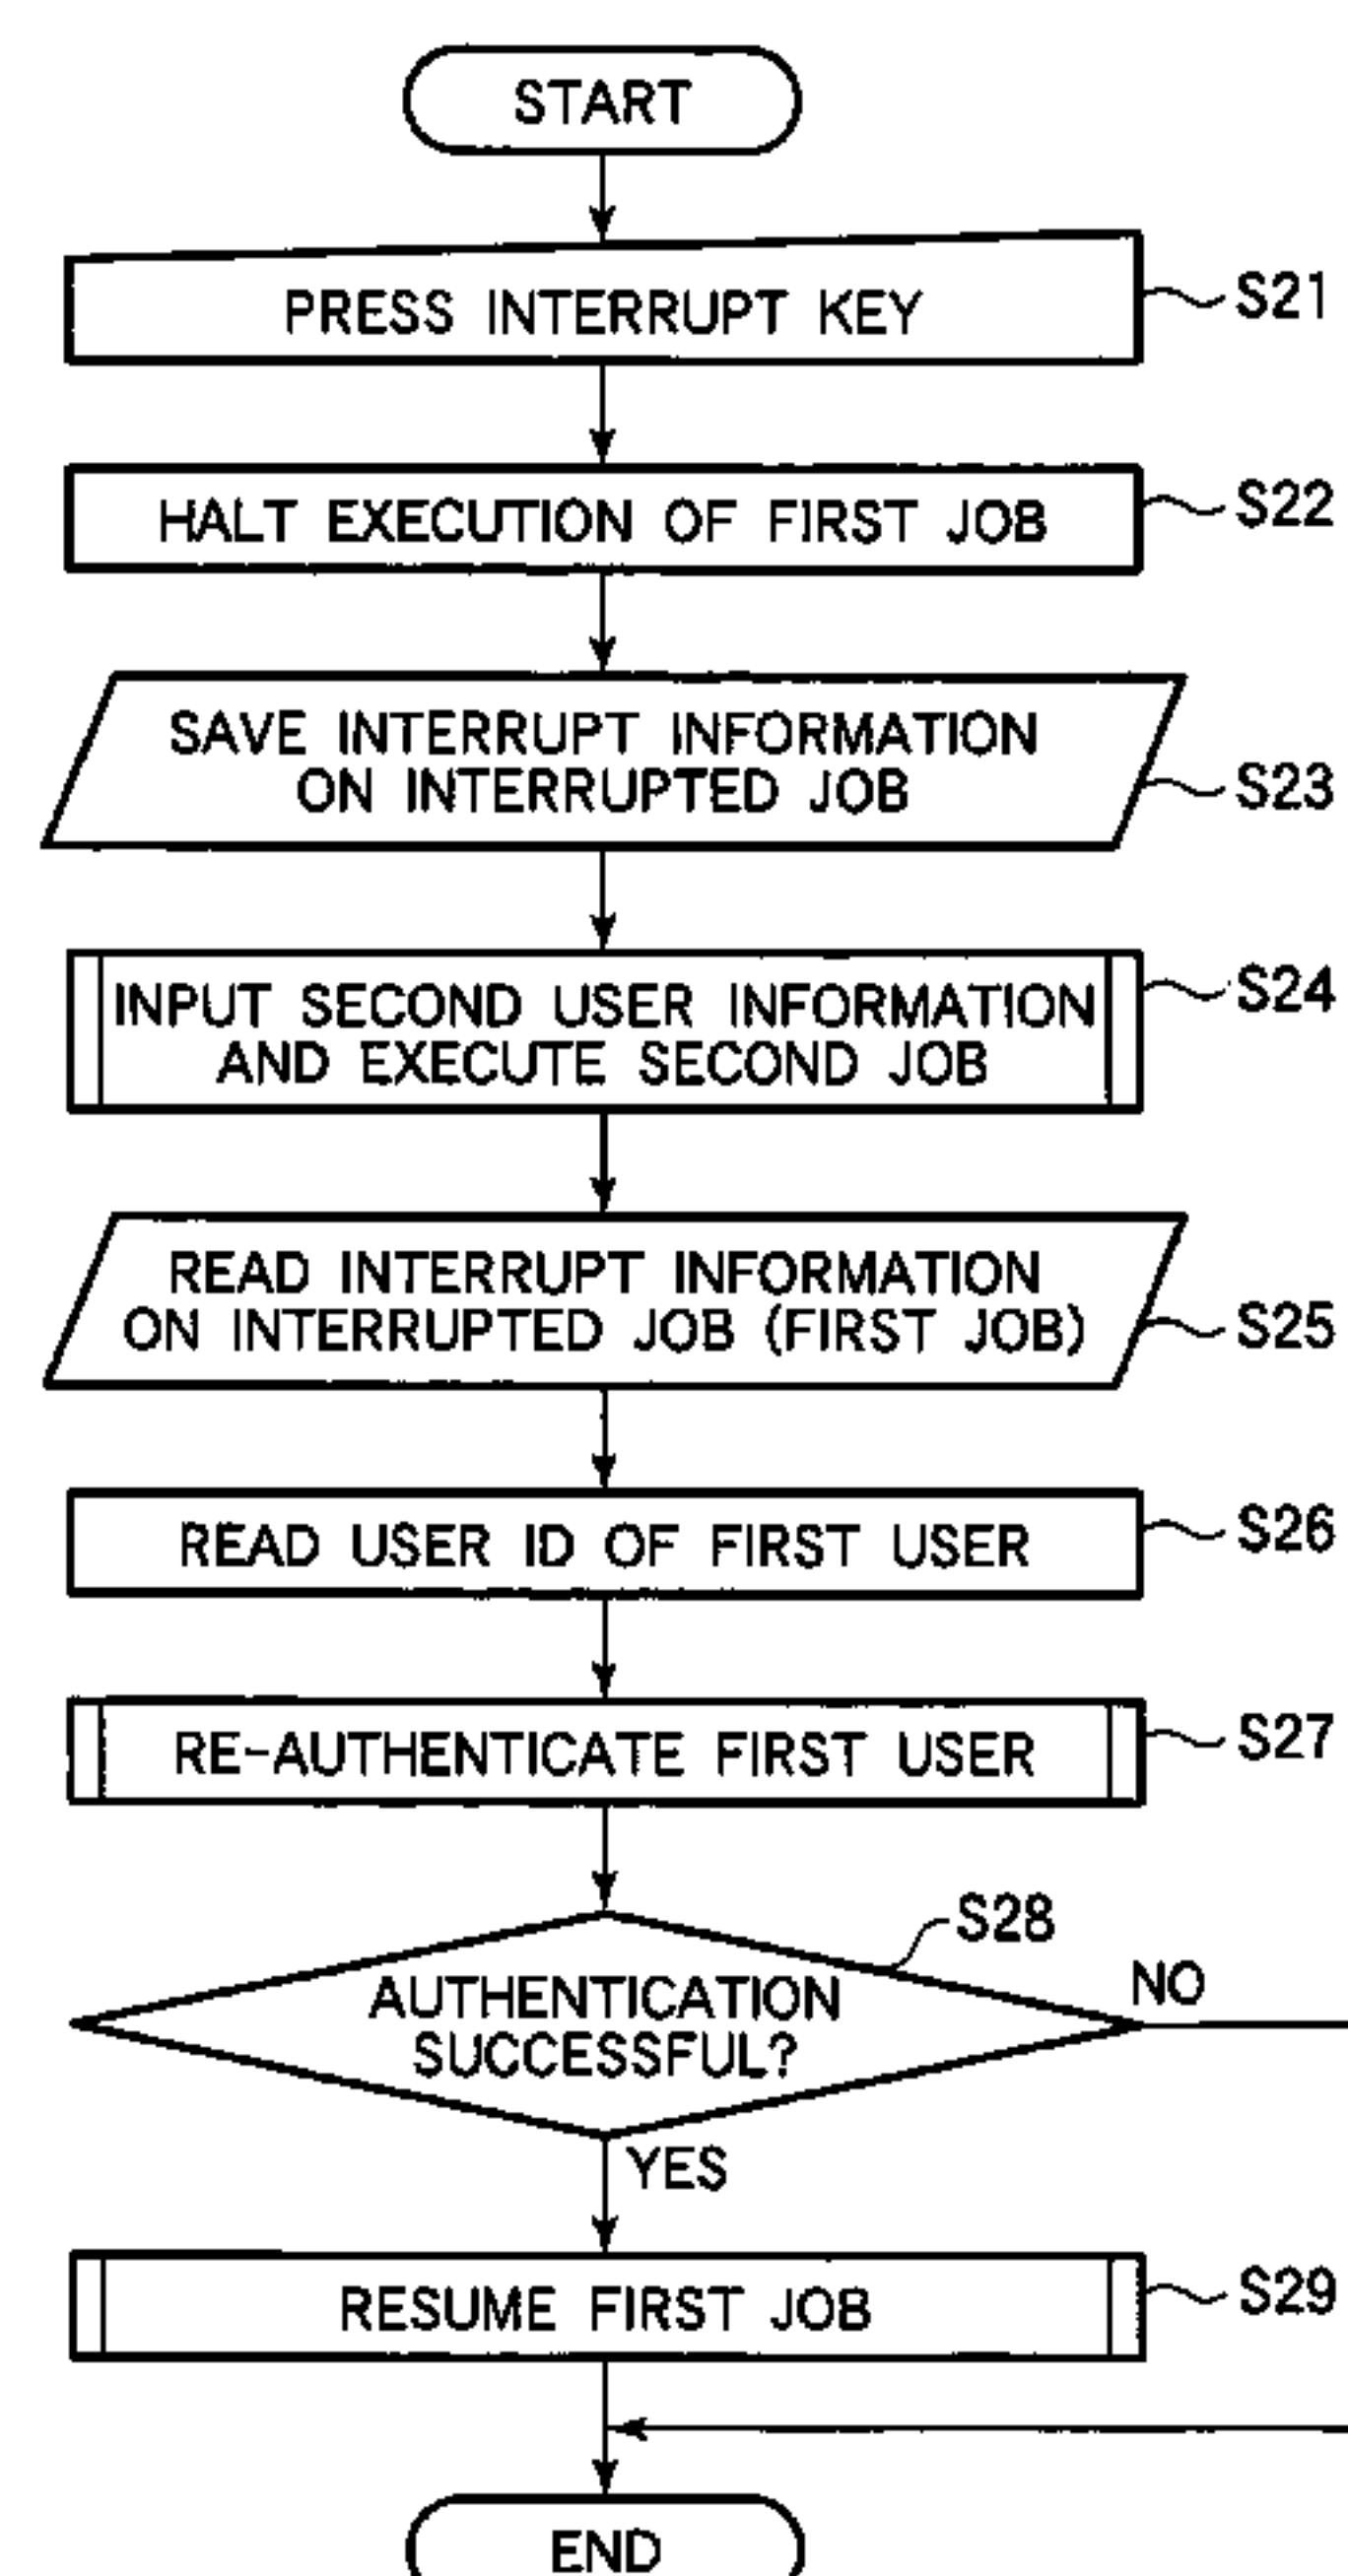 START
PRESS INTERRUPT KEY
S21
HALT EXECUTION OF FIRST JOB
S22
SAVE INTERRUPT INFORMATION
ON INTERRUPTED JOB
S23
INPUT SECOND USER INFORMATION
AND EXECUTE SECOND JOB
S24
READ INTERRUPT INFORMATION
ON INTERRUPTED JOB (FIRST JOB)
S25
READ USER ID OF FIRST USER
S26
RE-AUTHENTICATE FIRST USER
S27
S28
AUTHENTICATION
SUCCESSFUL?
NO
YES
RESUME FIRST JOB
S29
END